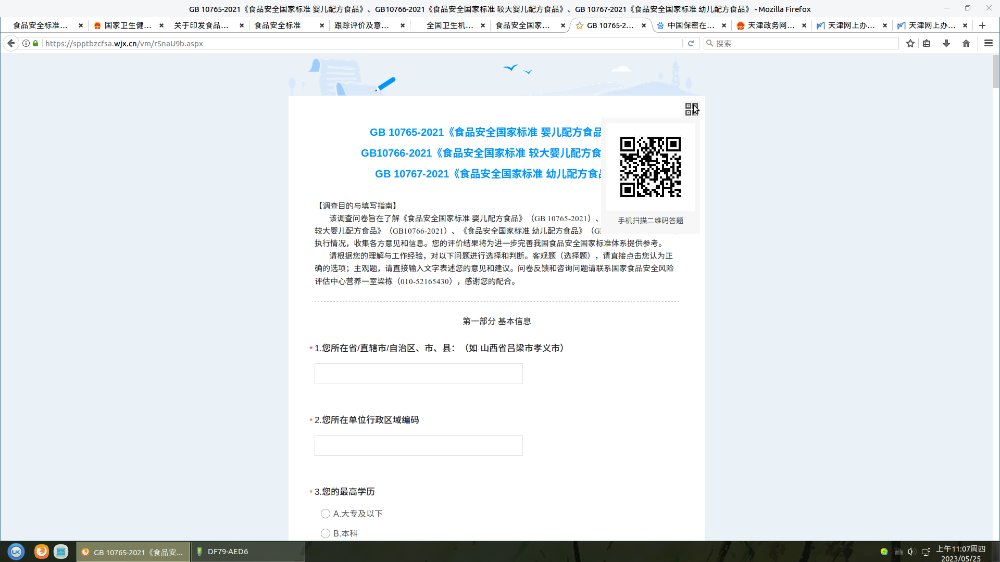 GB 10765-2021《食品安全国家标准 婴儿配方食品》、GB10766-2021《食品安全国家标准 较大婴儿配方食品》、GB 10767-2021《食品安全国家标准 幼儿配方食品》 - Mozilla Firefox
食品安全标准... 国家卫生健... 关于印发食品... 食品安全标准 跟踪评价及意... 全国卫生机... 食品安全国家... GB 10765-2... 中国保密在... 天津政务网... 天津网上办... 天津网上办...
https://spptbzcfsa.wjx.cn/vm/rSnaU9b.aspx 搜索
GB 10765-2021《食品安全国家标准 婴儿配方食品
GB10766-2021《食品安全国家标准 较大婴儿配方食
GB 10767-2021《食品安全国家标准 幼儿配方食
手机扫描二维码答题
【调查目的与填写指南】
该调查问卷旨在了解《食品安全国家标准 婴儿配方食品》（GB 10765-2021）、
较大婴儿配方食品》（GB10766-2021）、《食品安全国家标准 幼儿配方食品》（G
执行情况，收集各方意见和信息。您的评价结果将为进一步完善我国食品安全国家标准体系提供参考。
请根据您的理解与工作经验，对以下问题进行选择和判断。客观题（选择题），请直接点击您认为正
确的选项；主观题，请直接输入文字表述您的意见和建议。问卷反馈和咨询问题请联系国家食品安全风险
评估中心营养一室梁栋（010-52165430），感谢您的配合。
第一部分 基本信息
*1.您所在省/直辖市/自治区、市、县：（如 山西省吕梁市孝义市）
*2.您所在单位行政区域编码
*3.您的最高学历
A.大专及以下
B.本科
UK GB 10765-2021《食品安... DF79-AED6 上午11:07周四
2023/05/25